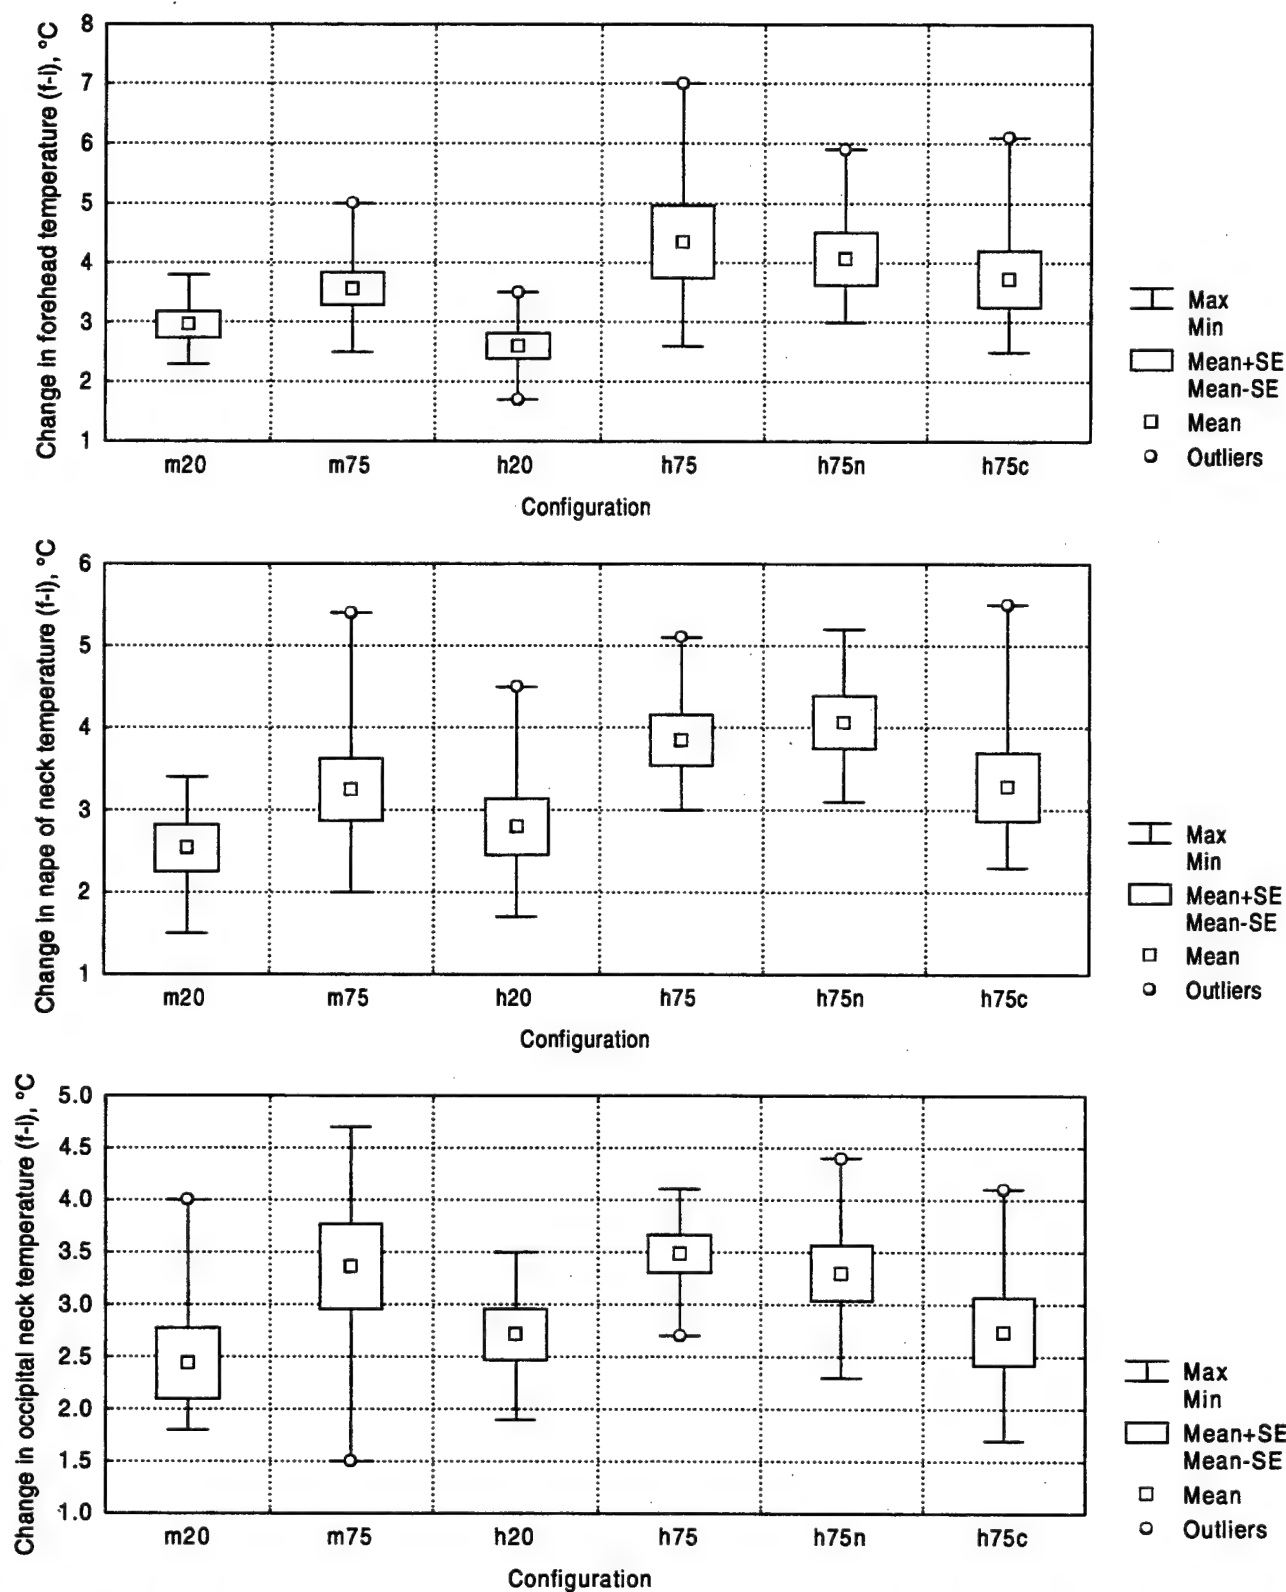 Change in forehead temperature (f-i), °C
8
7
6
5
4
3
2
1
m20 m75 h20 h75 h75n h75c
Configuration
Max
Min
Mean+SE
Mean-SE
Mean
Outliers
Change in nape of neck temperature (f-i), °C
6
5
4
3
2
1
m20 m75 h20 h75 h75n h75c
Configuration
Max
Min
Mean+SE
Mean-SE
Mean
Outliers
Change in occipital neck temperature (f-i), °C
5.0
4.5
4.0
3.5
3.0
2.5
2.0
1.5
1.0
m20 m75 h20 h75 h75n h75c
Configuration
Max
Min
Mean+SE
Mean-SE
Mean
Outliers